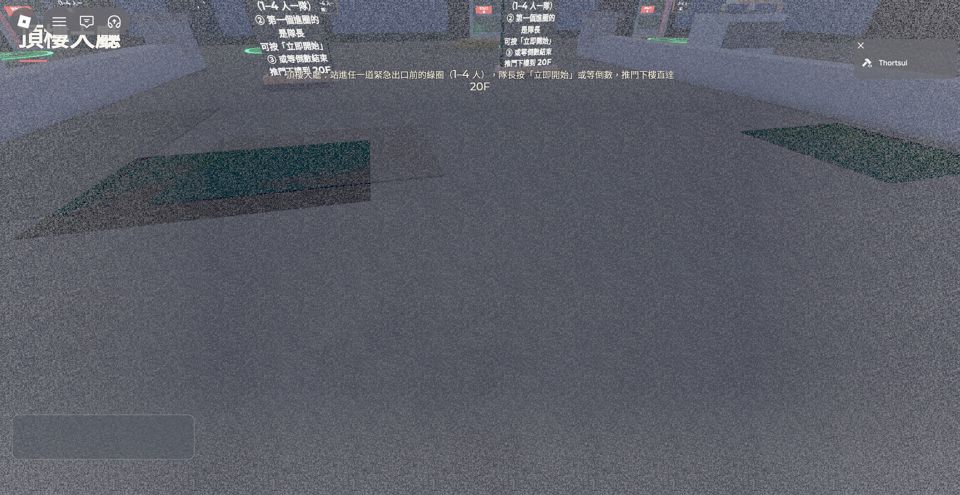 頂樓大廳
(1–4 人一隊)
② 第一個進圈的
是隊長
可按「立即開始」
③ 或等倒數結束
推門下樓到 20F
(1–4 人一隊)
② 第一個進圈的
是隊長
可按「立即開始」
③ 或等倒數結束
推門下樓到 20F
頂樓大廳：站進任一道緊急出口前的綠圈（1–4 人），隊長按「立即開始」或等倒數，推門下樓直達
20F
Thortsui